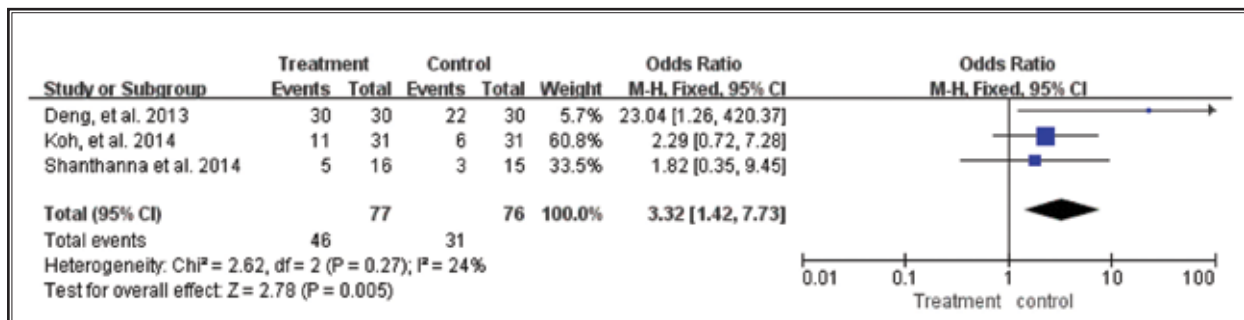 Treatment Control Odds Ratio Odds Ratio
Study or Subgroup Events Total Events Total Weight M-H, Fixed, 95% CI M-H, Fixed, 95% CI
Deng, et al. 2013 30 30 22 30 5.7% 23.04 [1.26, 420.37]
Koh, et al. 2014 11 31 6 31 60.8% 2.29 [0.72, 7.28]
Shanthanna et al. 2014 5 16 3 15 33.5% 1.82 [0.35, 9.45]
Total (95% CI) 77 76 100.0% 3.32 [1.42, 7.73]
Total events 46 31
Heterogeneity: Chi² = 2.62, df = 2 (P = 0.27); I² = 24%
Test for overall effect: Z = 2.78 (P = 0.005)
0.01 0.1 1 10 100
Treatment control